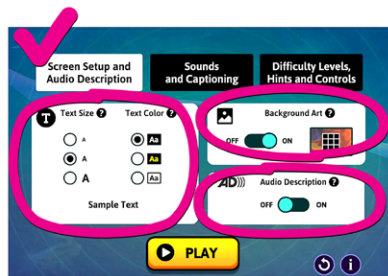 Screen Setup and
Audio Description
Sounds
and Captioning
Difficulty Levels,
Hints and Controls
T Text Size ?
Text Color ?
A Aa
A Aa
A Aa
Sample Text
Background Art ?
OFF ON
AD))) Audio Description ?
OFF ON
PLAY
i